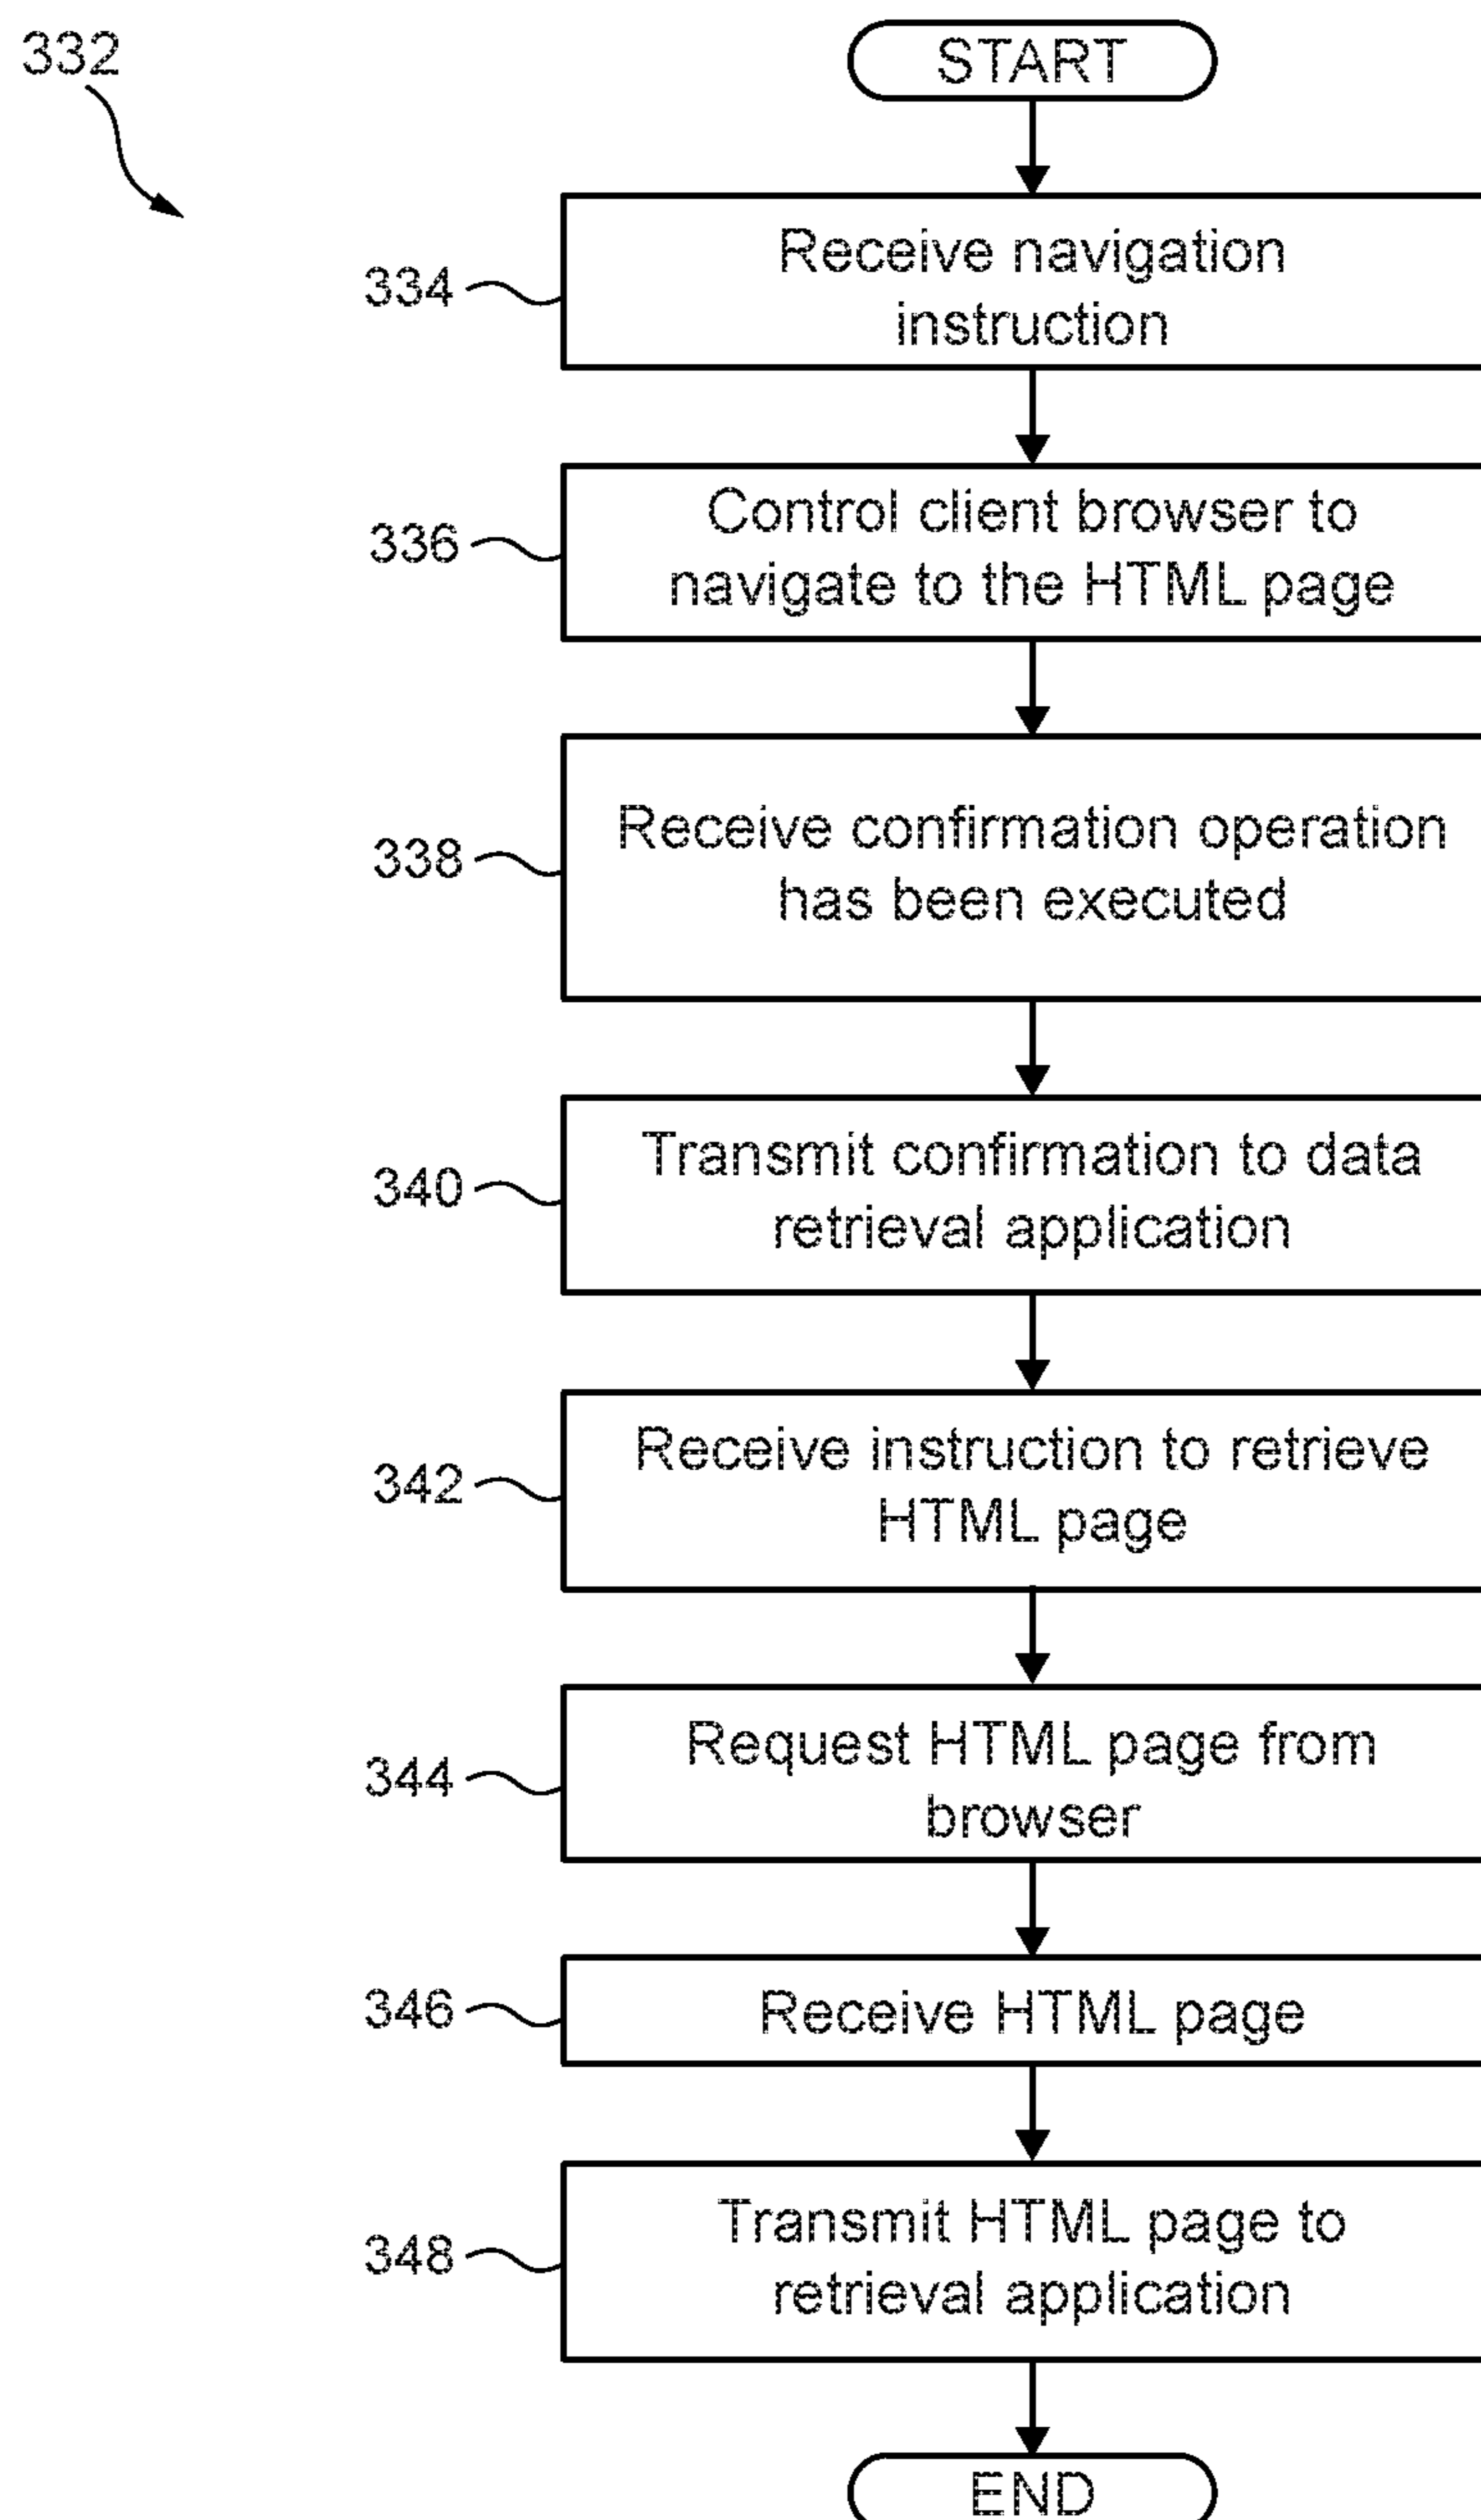 332
START
334
Receive navigation
instruction
336
Control client browser to
navigate to the HTML page
338
Receive confirmation operation
has been executed
340
Transmit confirmation to data
retrieval application
342
Receive instruction to retrieve
HTML page
344
Request HTML page from
browser
346
Receive HTML page
348
Transmit HTML page to
retrieval application
END